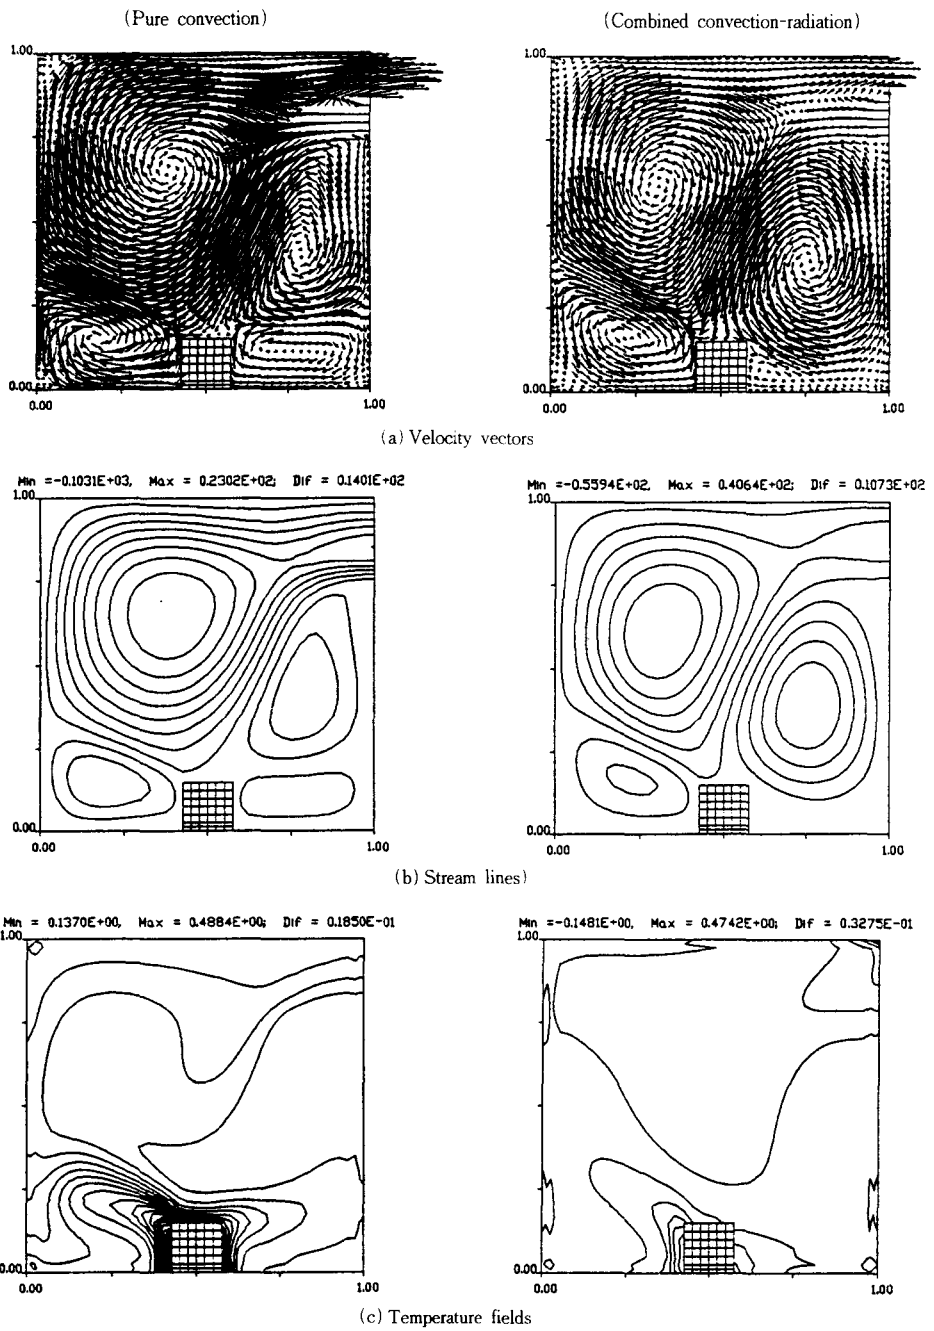 (Pure convection)
(Combined convection-radiation)
1.00
0.00
0.00
1.00
1.00
0.00
0.00
1.00
(a) Velocity vectors
Min =-0.1031E+03, Max = 0.2302E+02; Dif = 0.1401E+02
Min =-0.5594E+02, Max = 0.4064E+02; Dif = 0.1073E+02
1.00
0.00
0.00
1.00
1.00
0.00
0.00
1.00
(b) Stream lines)
Min = 0.1370E+00, Max = 0.4884E+00; Dif = 0.1850E-01
Min =-0.1481E+00, Max = 0.4742E+00; Dif = 0.3275E-01
1.00
0.00
0.00
1.00
1.00
0.00
0.00
1.00
(c) Temperature fields